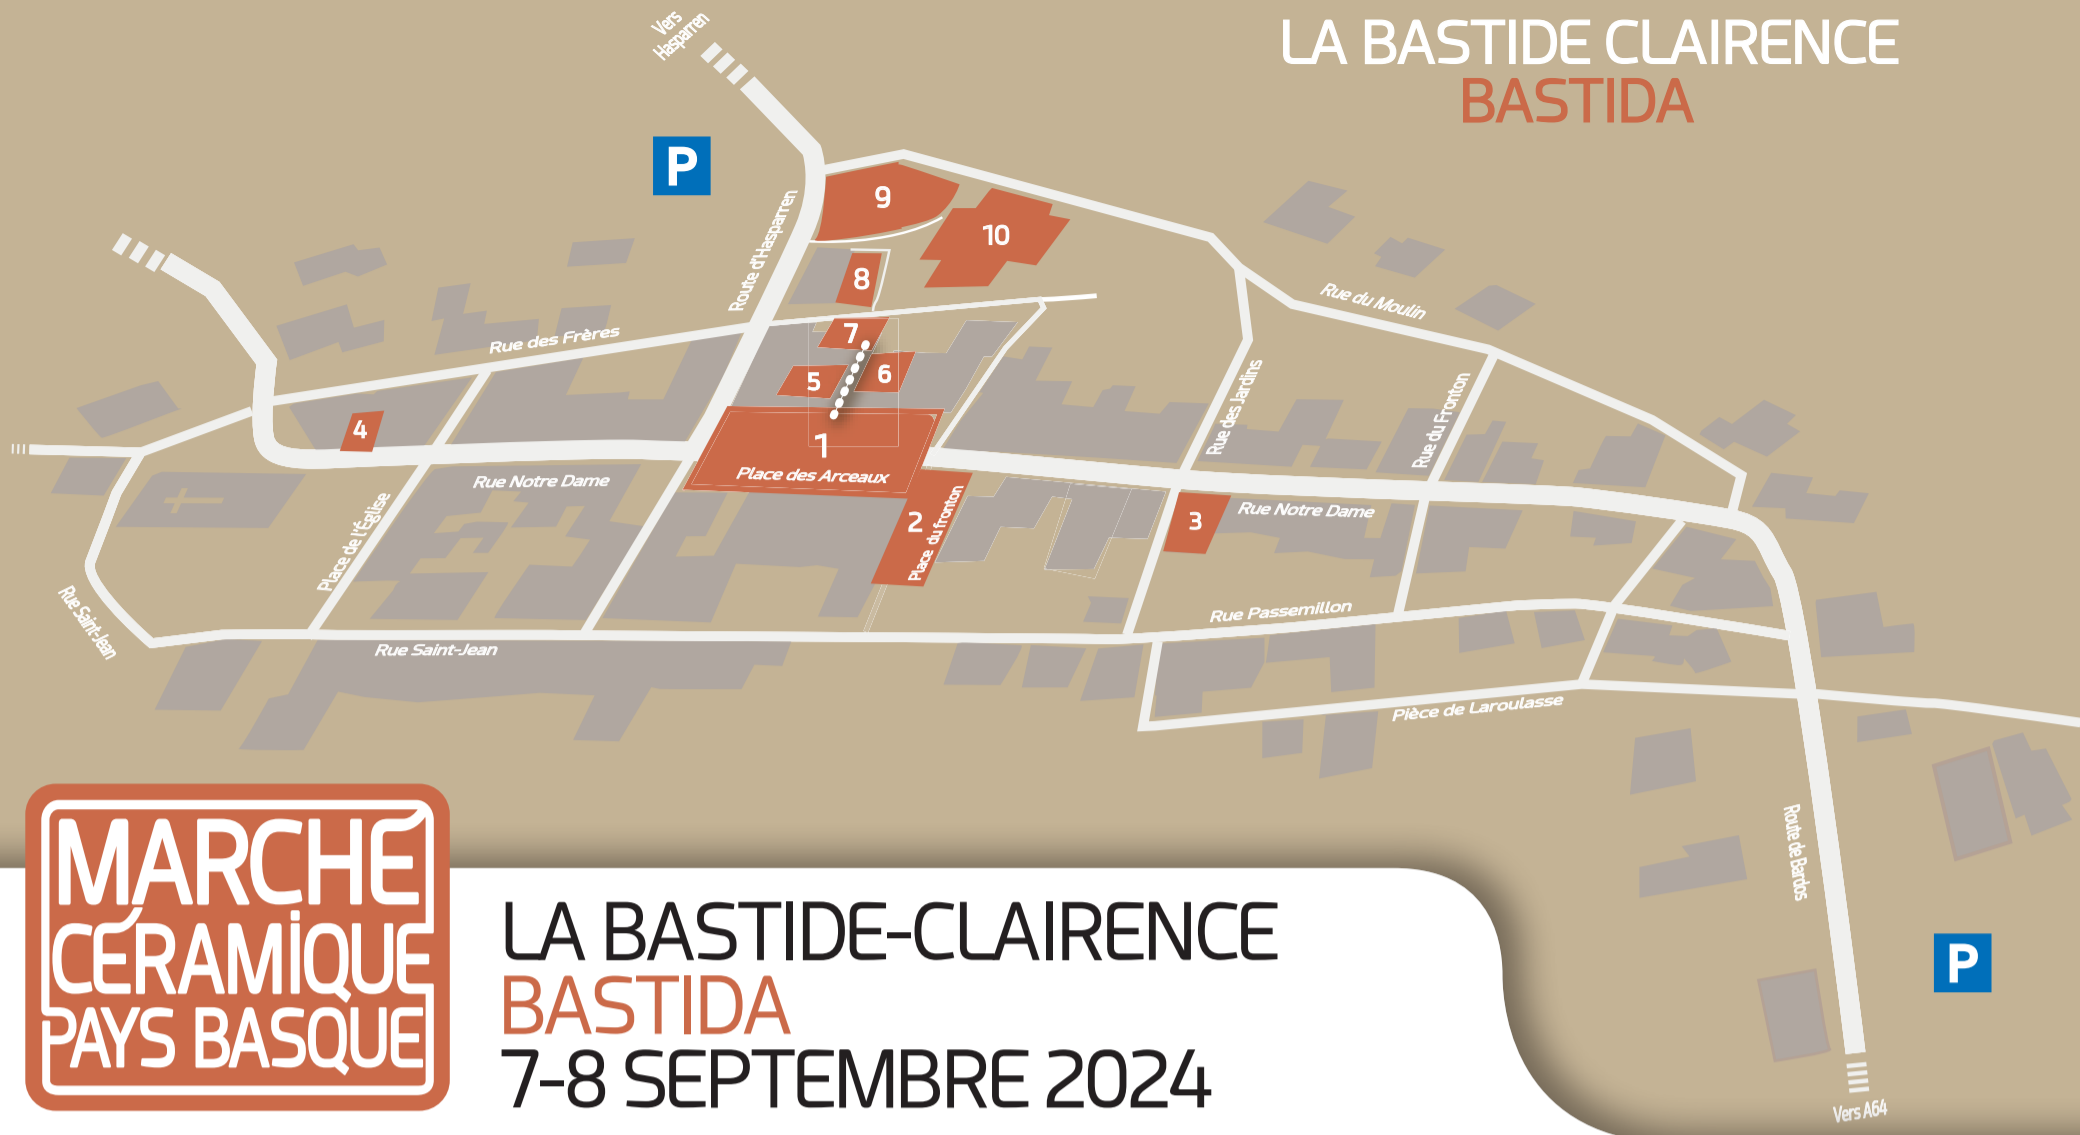 Vers
Hasparren
LA BASTIDE CLAIRENCE
BASTIDA
P
9
10
Route d'Hasparren
8
Rue du Moulin
Rue des Frères
7
5
6
Rue des Jardins
Rue du Fronton
4
1
Place des Arceaux
Rue Notre Dame
2
Place du fronton
3
Rue Notre Dame
Place de l'Église
Rue Saint-Jean
Rue Passemillon
Rue Saint-Jean
Pièce de Laroulasse
Route de Bardos
P
Vers A64
MARCHÉ
CÉRAMIQUE
PAYS BASQUE
LA BASTIDE-CLAIRENCE
BASTIDA
7-8 SEPTEMBRE 2024